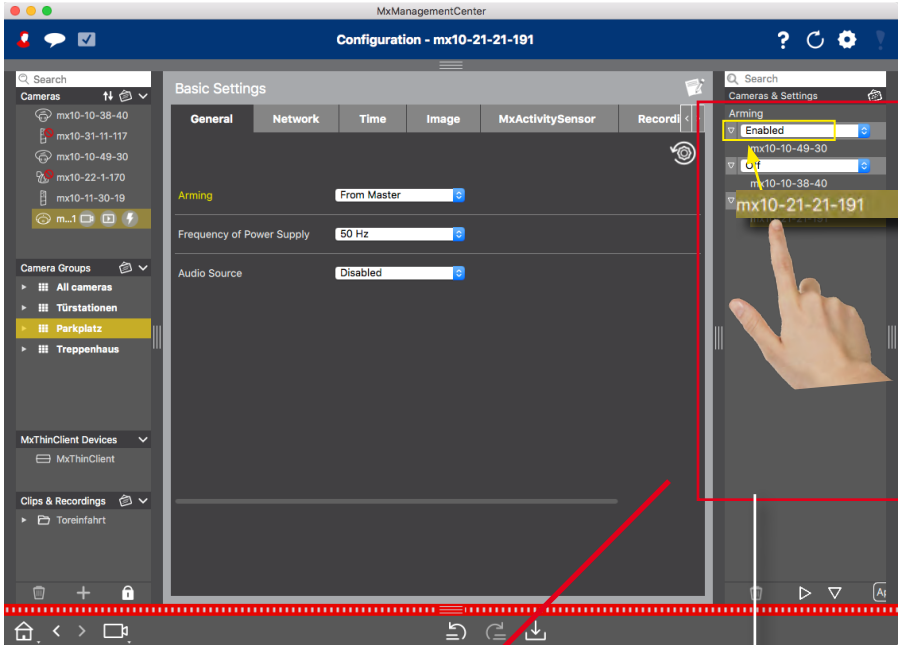 MxManagementCenter
Configuration - mx10-21-21-191
?
Search
Cameras
mx10-10-38-40
mx10-31-11-117
mx10-10-49-30
mx10-22-1-170
mx10-11-30-19
m...1
Camera Groups
All cameras
Türstationen
Parkplatz
Treppenhaus
MxThinClient Devices
MxThinClient
Clips & Recordings
Toreinfahrt
Basic Settings
General Network Time Image MxActivitySensor Recordi
Arming From Master
Frequency of Power Supply 50 Hz
Audio Source Disabled
Search
Cameras & Settings
Arming
Enabled
mx10-10-49-30
Off
mx10-10-38-40
mx10-21-21-191